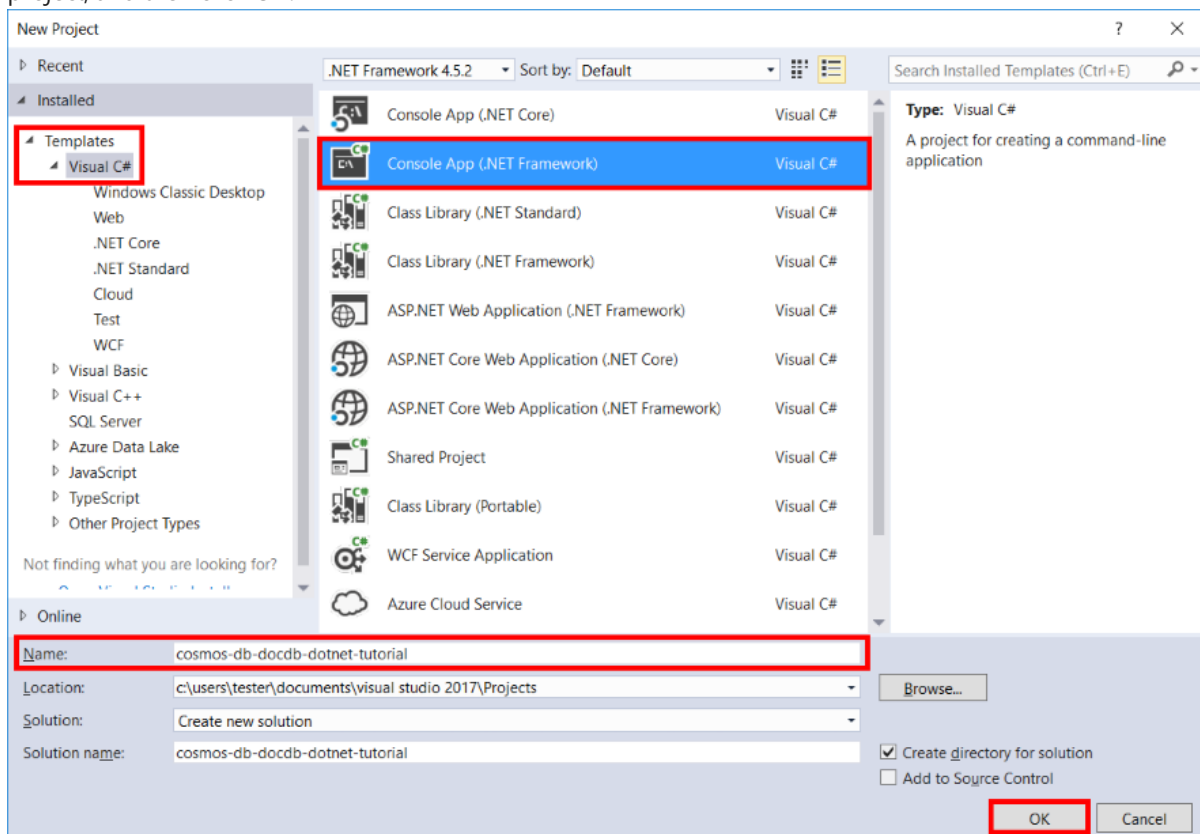 New Project
?
Recent
Installed
Templates
Visual C#
Windows Classic Desktop
Web
.NET Core
.NET Standard
Cloud
Test
WCF
Visual Basic
Visual C++
SQL Server
Azure Data Lake
JavaScript
TypeScript
Other Project Types
Not finding what you are looking for?
Online
.NET Framework 4.5.2 Sort by: Default
Console App (.NET Core) Visual C#
Console App (.NET Framework) Visual C#
Class Library (.NET Standard) Visual C#
Class Library (.NET Framework) Visual C#
ASP.NET Web Application (.NET Framework) Visual C#
ASP.NET Core Web Application (.NET Core) Visual C#
ASP.NET Core Web Application (.NET Framework) Visual C#
Shared Project Visual C#
Class Library (Portable) Visual C#
WCF Service Application Visual C#
Azure Cloud Service Visual C#
Search Installed Templates (Ctrl+E)
Type: Visual C#
A project for creating a command-line
application
Name: cosmos-db-docdb-dotnet-tutorial
Location: c:\users\tester\documents\visual studio 2017\Projects
Browse...
Solution: Create new solution
Solution name: cosmos-db-docdb-dotnet-tutorial
Create directory for solution
Add to Source Control
OK Cancel